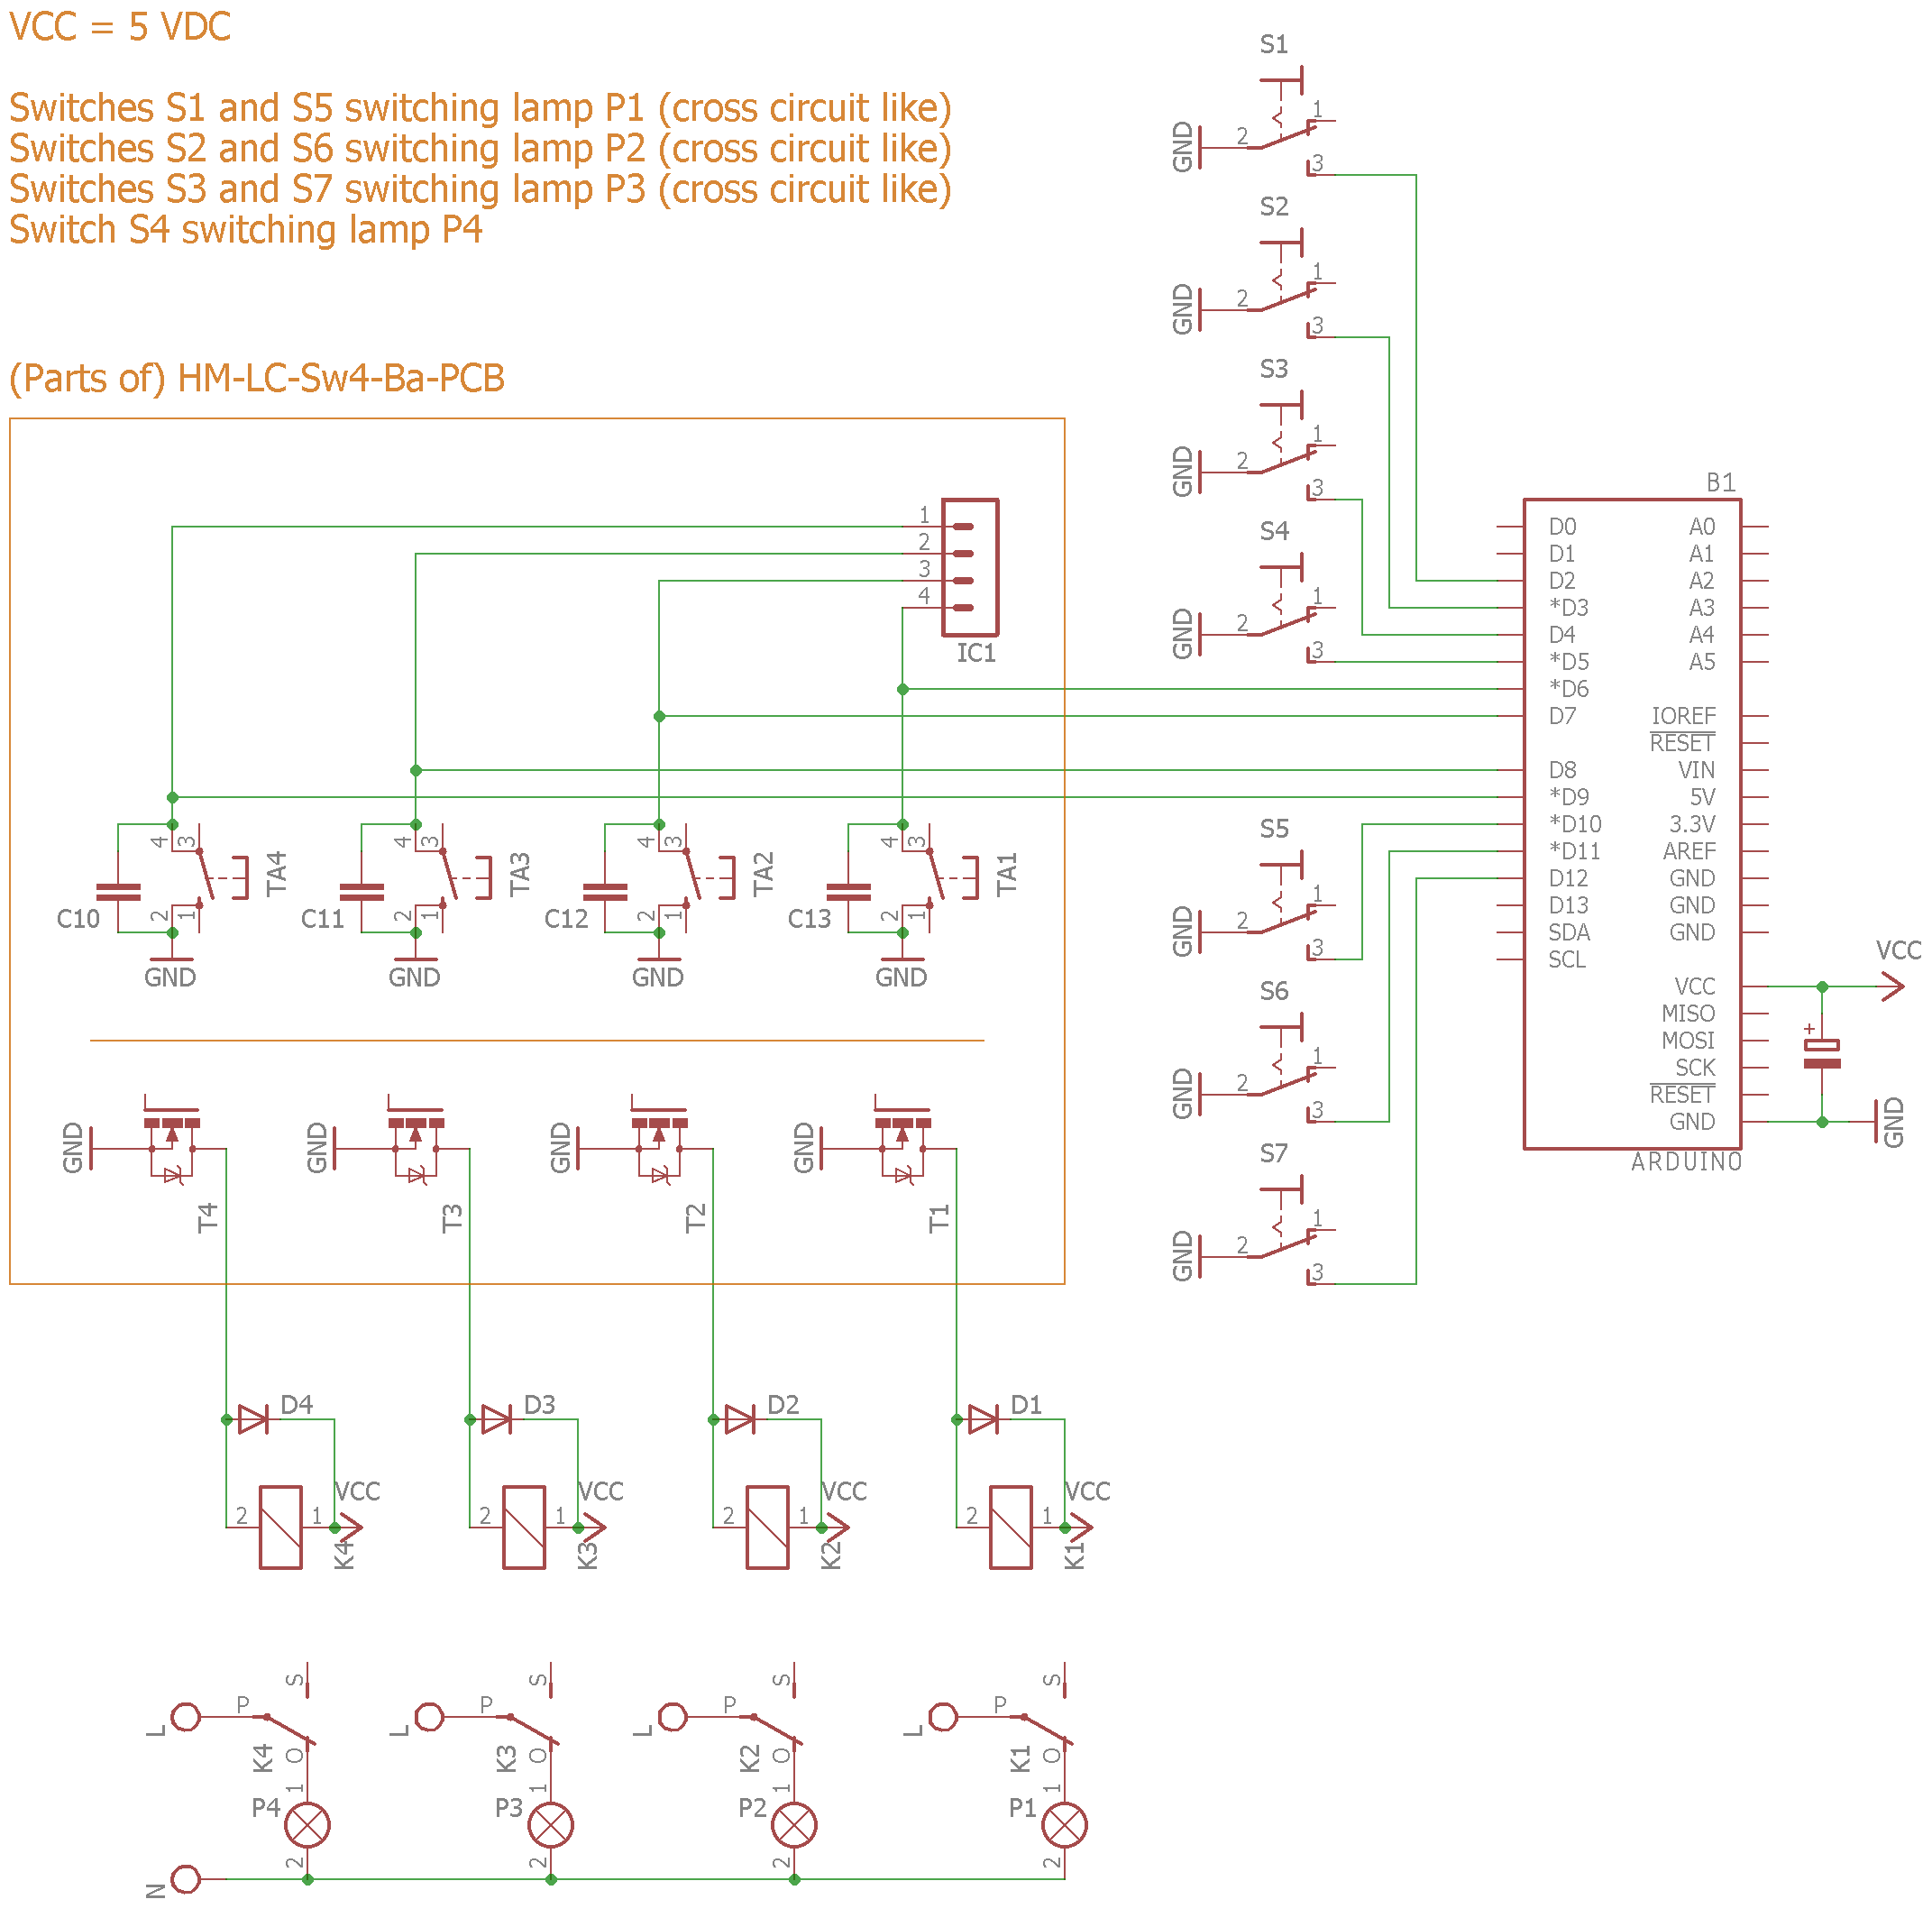 VCC = 5 VDC
Switches S1 and S5 switching lamp P1 (cross circuit like)
Switches S2 and S6 switching lamp P2 (cross circuit like)
Switches S3 and S7 switching lamp P3 (cross circuit like)
Switch S4 switching lamp P4
(Parts of) HM-LC-Sw4-Ba-PCB
1
2
3
4
IC1
4 3
TA4
C10
2 1
GND
4 3
TA3
C11
2 1
GND
4 3
TA2
C12
2 1
GND
4 3
TA1
C13
2 1
GND
GND
T4
GND
T3
GND
T2
GND
T1
D4
VCC
2 1
K4
D3
VCC
2 1
K3
D2
VCC
2 1
K2
D1
VCC
2 1
K1
L
P
S
K4
O
1
P4
2
L
P
S
K3
O
1
P3
2
L
P
S
K2
O
1
P2
2
L
P
S
K1
O
1
P1
2
N
S1
1
GND
2
3
S2
1
GND
2
3
S3
1
GND
2
3
S4
1
GND
2
3
S5
1
GND
2
3
S6
1
GND
2
3
S7
1
GND
2
3
B1
D0 A0
D1 A1
D2 A2
*D3 A3
D4 A4
*D5 A5
*D6
D7 IOREF
RESET
D8 VIN
*D9 5V
*D10 3.3V
*D11 AREF
D12 GND
D13 GND
SDA GND
SCL
VCC
MISO
MOSI
SCK
RESET
GND
ARDUINO
VCC
+
GND